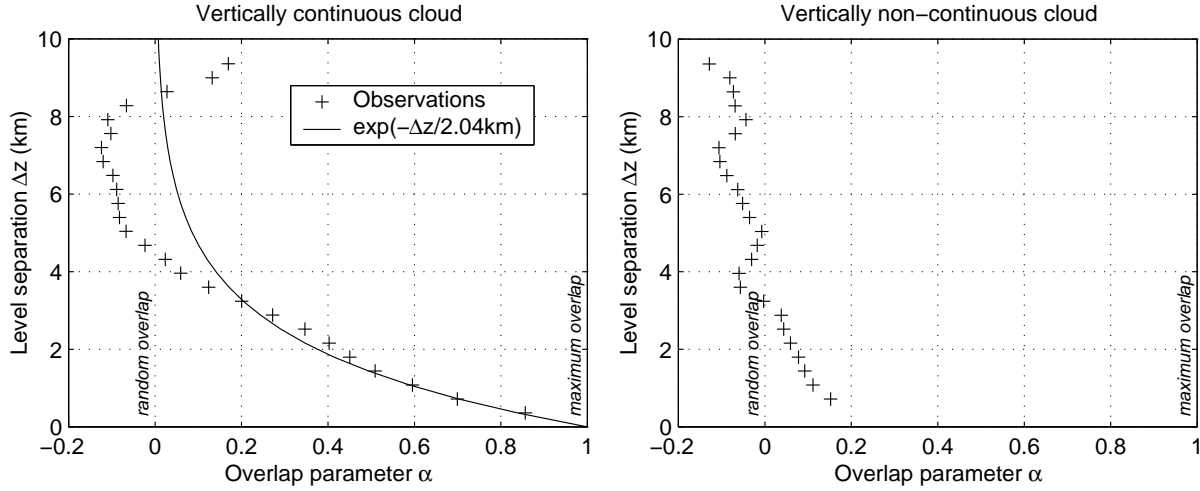 Vertically continuous cloud
10
8
6
4
2
0
Level separation Δz (km)
Observations
exp(-Δz/2.04km)
random overlap
maximum overlap
−0.2 0 0.2 0.4 0.6 0.8 1
Overlap parameter α
Vertically non−continuous cloud
10
8
6
4
2
0
Level separation Δz (km)
random overlap
maximum overlap
−0.2 0 0.2 0.4 0.6 0.8 1
Overlap parameter α